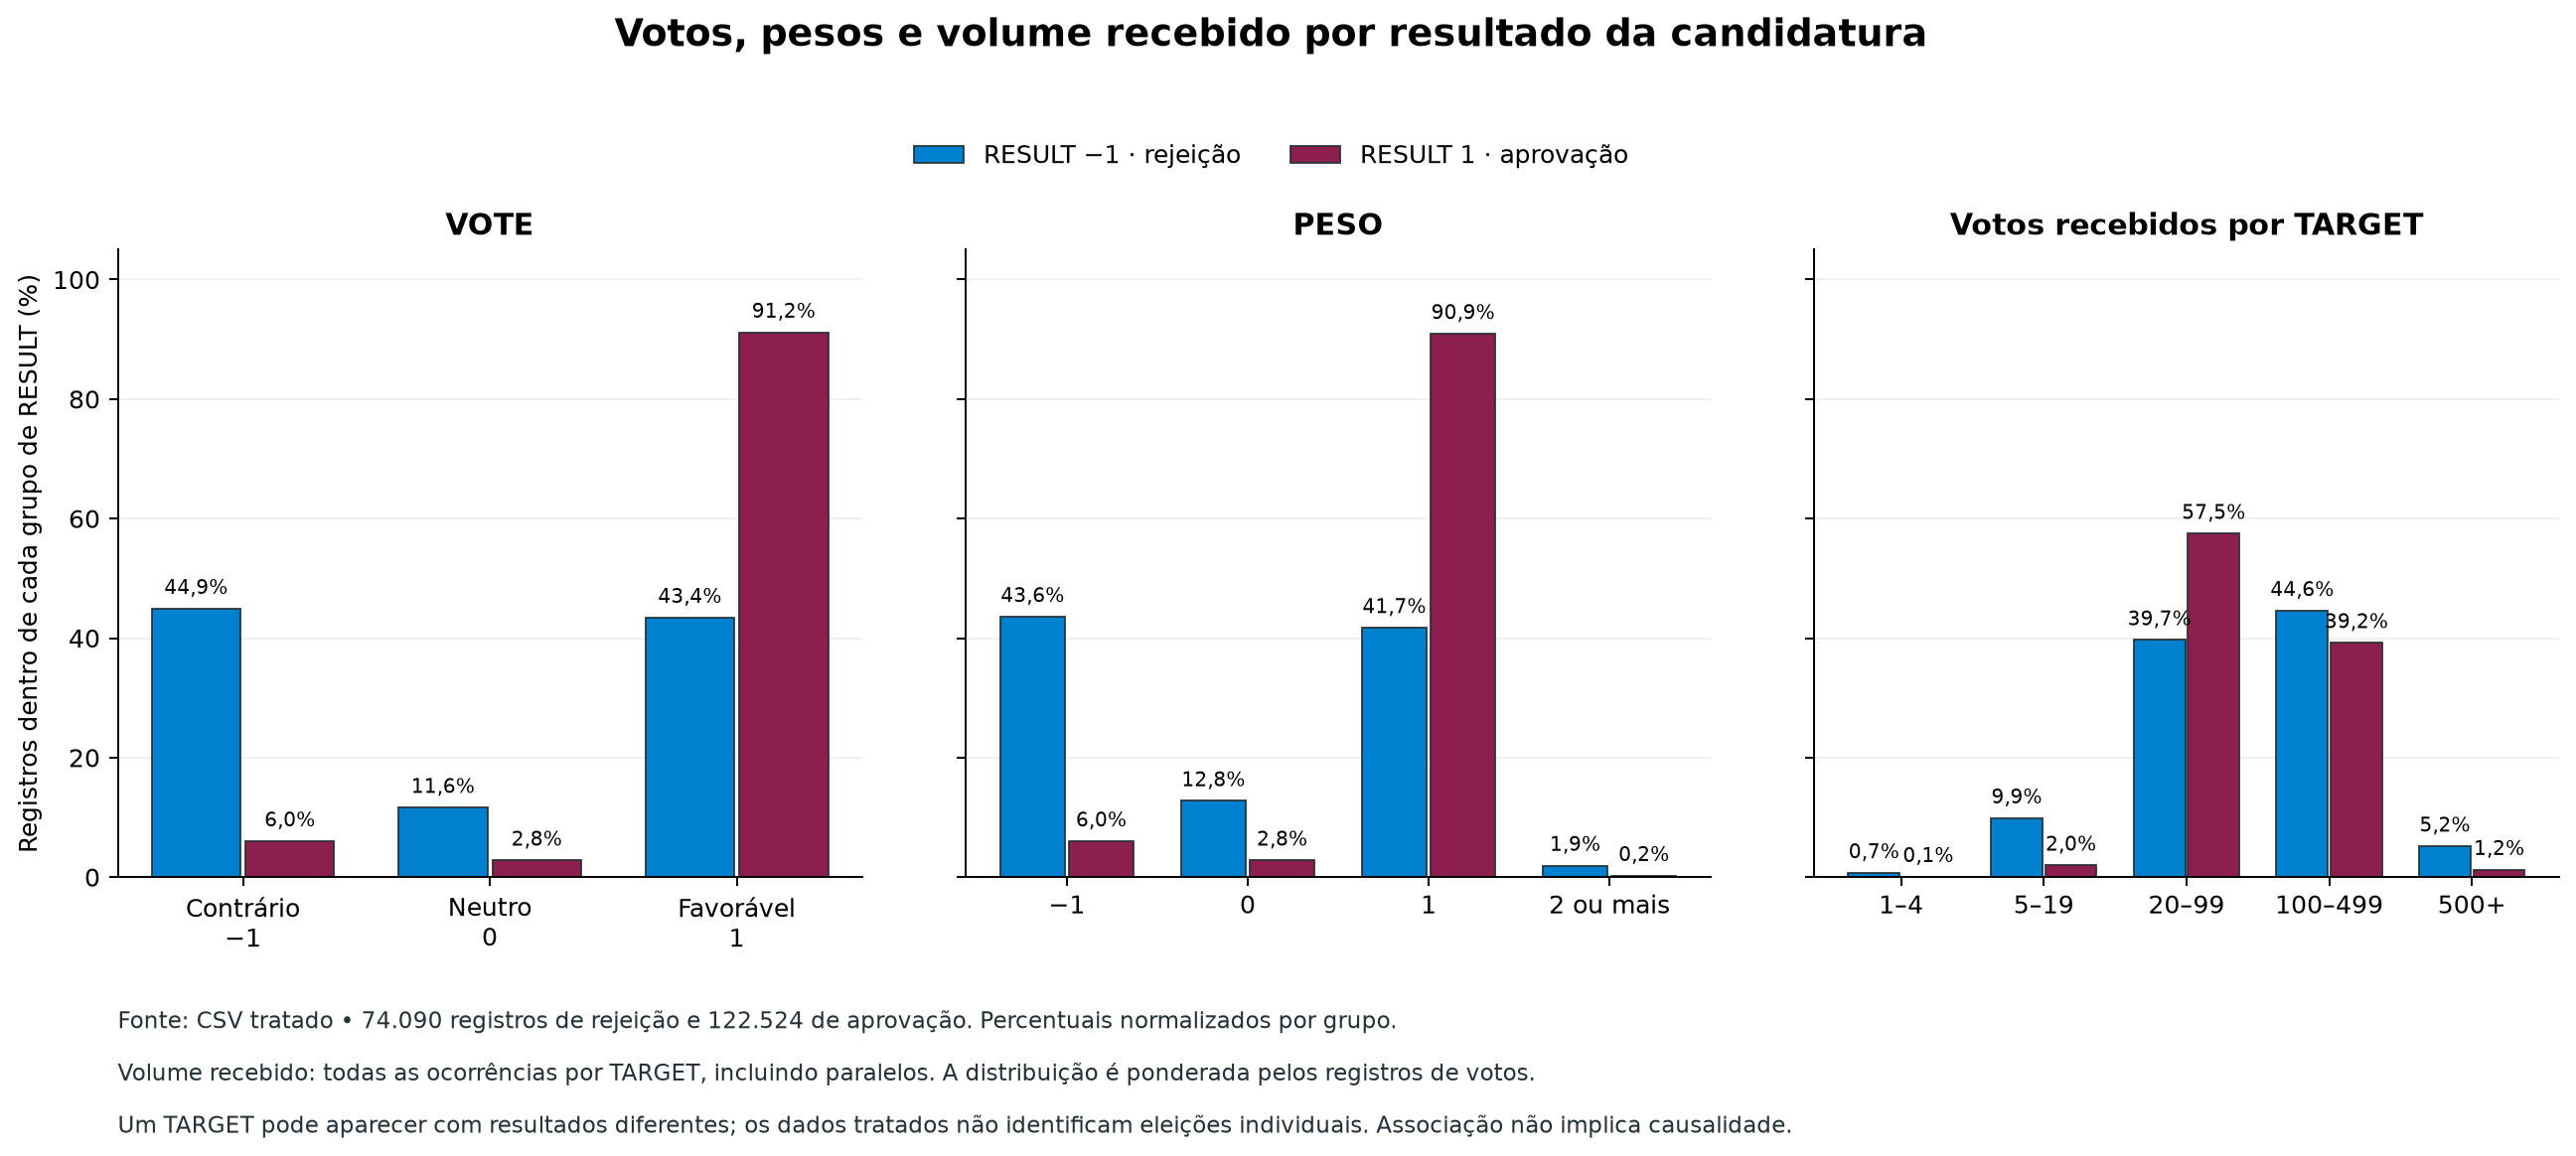 Votos, pesos e volume recebido por resultado da candidatura
RESULT −1 · rejeição
RESULT 1 · aprovação
VOTE
Registros dentro de cada grupo de RESULT (%)
100
80
60
40
20
0
44,9%
6,0%
11,6%
2,8%
43,4%
91,2%
Contrário
−1
Neutro
0
Favorável
1
PESO
43,6%
6,0%
12,8%
2,8%
41,7%
90,9%
1,9%
0,2%
−1
0
1
2 ou mais
Votos recebidos por TARGET
0,7%
0,1%
9,9%
2,0%
39,7%
57,5%
44,6%
39,2%
5,2%
1,2%
1–4
5–19
20–99
100–499
500+
Fonte: CSV tratado • 74.090 registros de rejeição e 122.524 de aprovação. Percentuais normalizados por grupo.
Volume recebido: todas as ocorrências por TARGET, incluindo paralelos. A distribuição é ponderada pelos registros de votos.
Um TARGET pode aparecer com resultados diferentes; os dados tratados não identificam eleições individuais. Associação não implica causalidade.